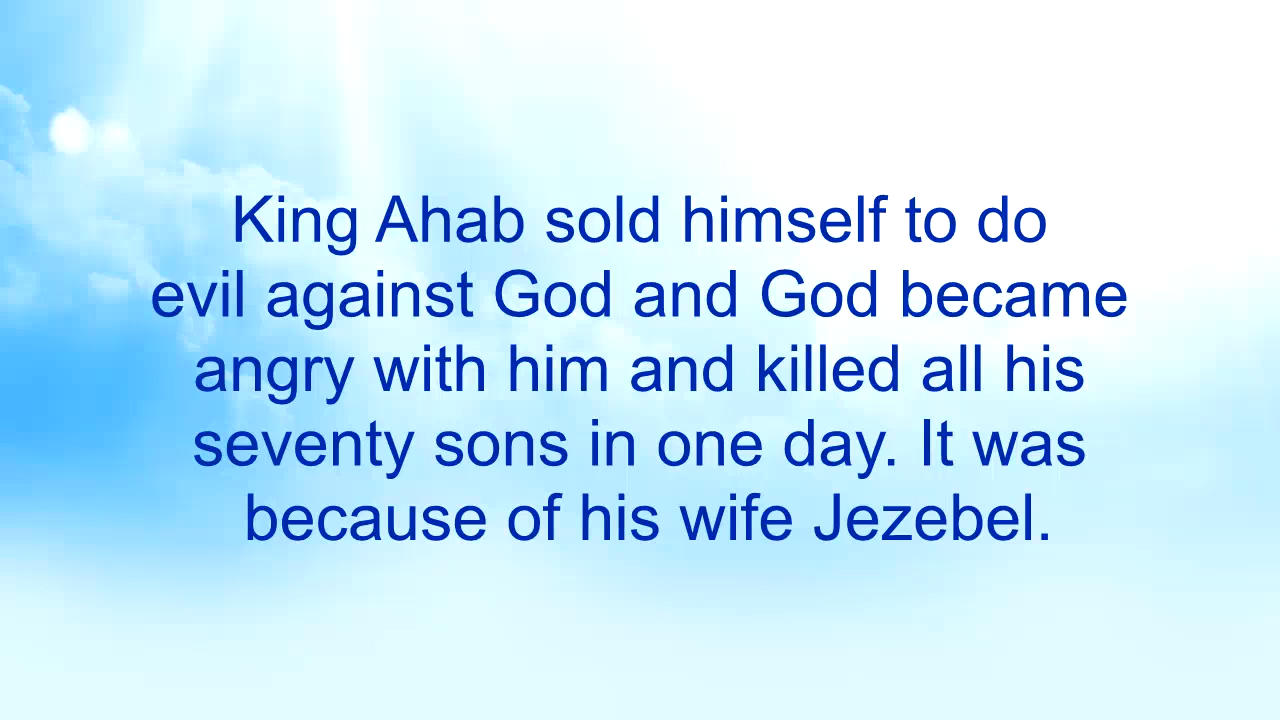 King Ahab sold himself to do
evil against God and God became
angry with him and killed all his
seventy sons in one day. It was
because of his wife Jezebel.